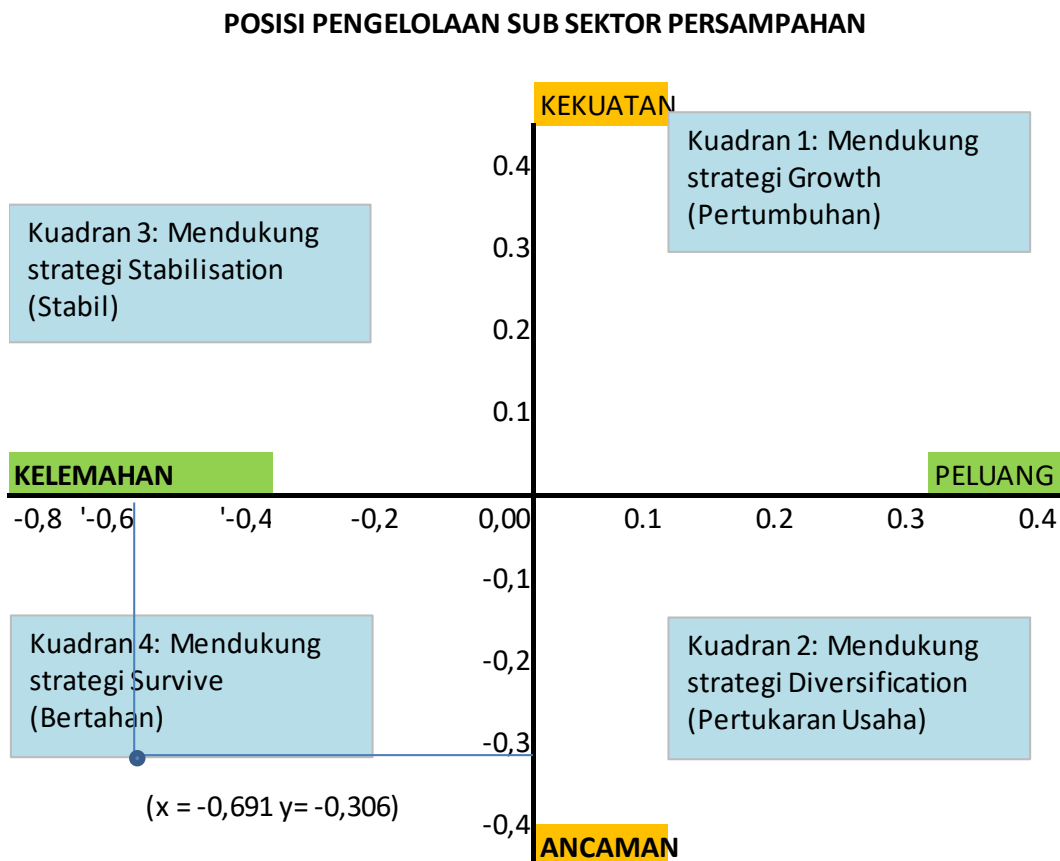 POSISI PENGELOLAAN SUB SEKTOR PERSAMPAHAN
KEKUATAN
Kuadran 1: Mendukung
strategi Growth
(Pertumbuhan)
0.4
Kuadran 3: Mendukung
strategi Stabilisation
(Stabil)
0.3
0.2
0.1
KELEMAHAN
PELUANG
-0,8 '-0,6 '-0,4 -0,2 0,00 0.1 0.2 0.3 0.4
-0,1
Kuadran 4: Mendukung
strategi Survive
(Bertahan)
-0,2
Kuadran 2: Mendukung
strategi Diversification
(Pertukaran Usaha)
-0,3
(x = -0,691 y= -0,306)
-0,4
ANCAMAN